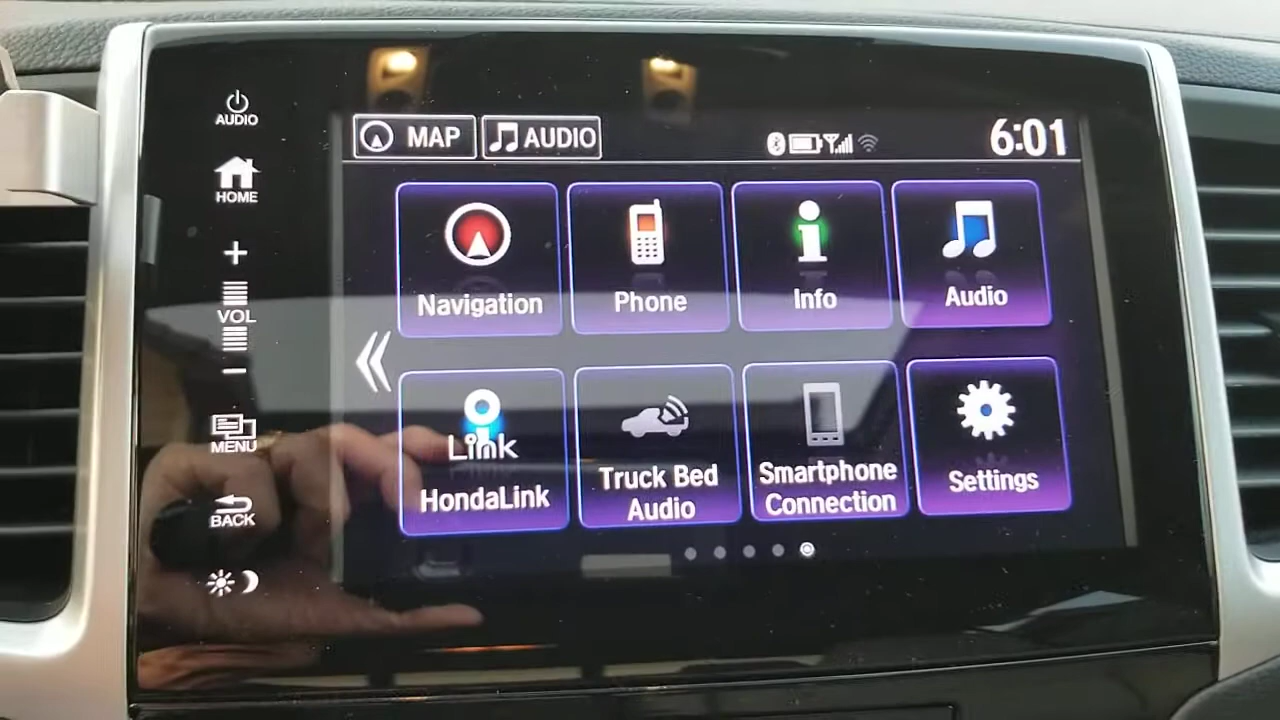 AUDIO
HOME
VOL
MENU
BACK
MAP
AUDIO
6:01
Navigation
Phone
Info
Audio
Link
HondaLink
Truck Bed
Audio
Smartphone
Connection
Settings